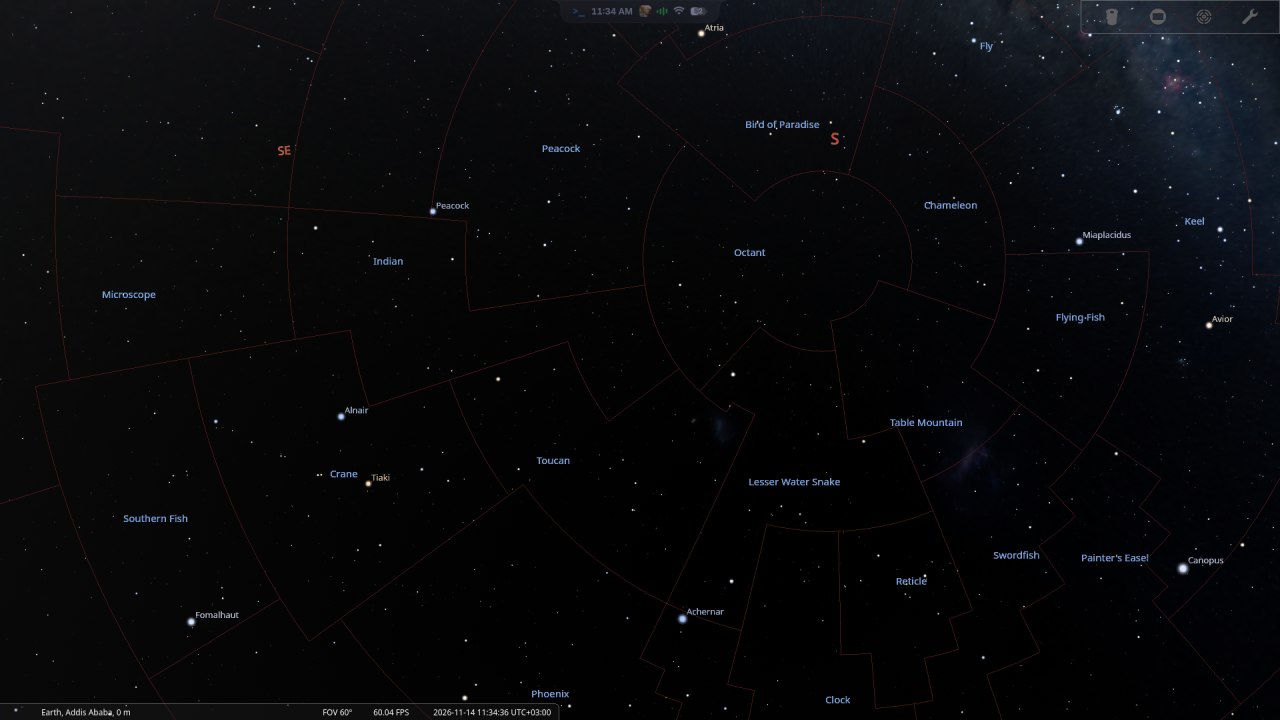 >_ 11:34 AM
Atria
Fly
Bird of Paradise
S
SE
Peacock
Peacock
Chameleon
Keel
Miaplacidus
Octant
Indian
Microscope
Flying-Fish
Avior
Alnair
Table Mountain
Toucan
Crane
Tiaki
Lesser Water Snake
Southern Fish
Swordfish
Painter's Easel
Canopus
Reticle
Fomalhaut
Achernar
Phoenix
Clock
Earth, Addis Ababa, 0 m FOV 60° 60.04 FPS 2026-11-14 11:34:36 UTC+03:00